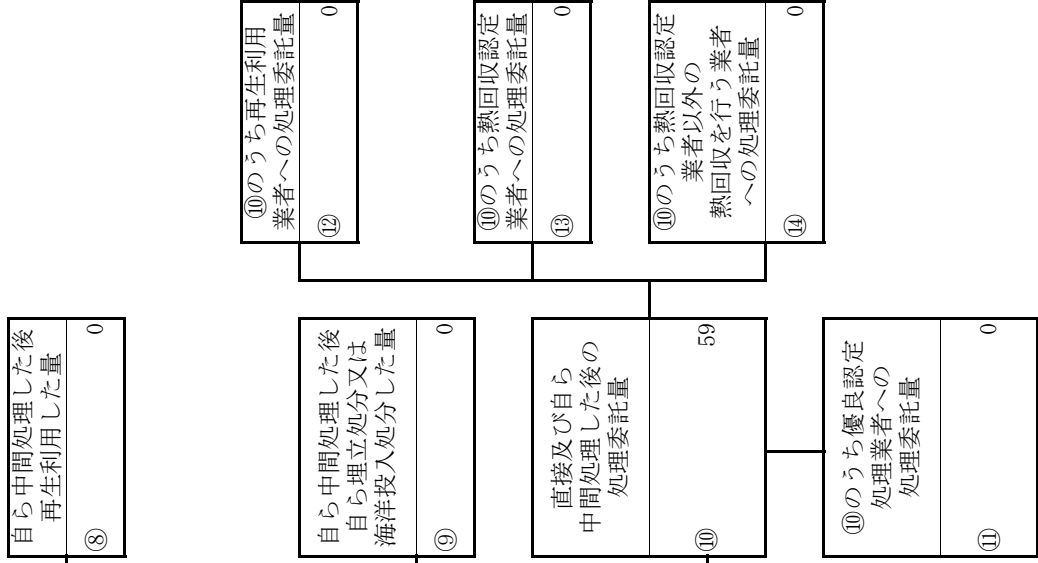 自ら中間処理した後
再生利用した量
⑧ 0
自ら中間処理した後
自ら埋立処分又は
海洋投入処分した量
⑨ 0
直接及び自ら
中間処理した後の
処理委託量
⑩ 59
⑩のうち優良認定
処理業者への
処理委託量
⑪ 0
⑩のうち再生利用
業者への処理委託量
⑫ 0
⑩のうち熱回収認定
業者への処理委託量
⑬ 0
⑩のうち熱回収認定
業者以外の
熱回収を行う業者
への処理委託量
⑭ 0